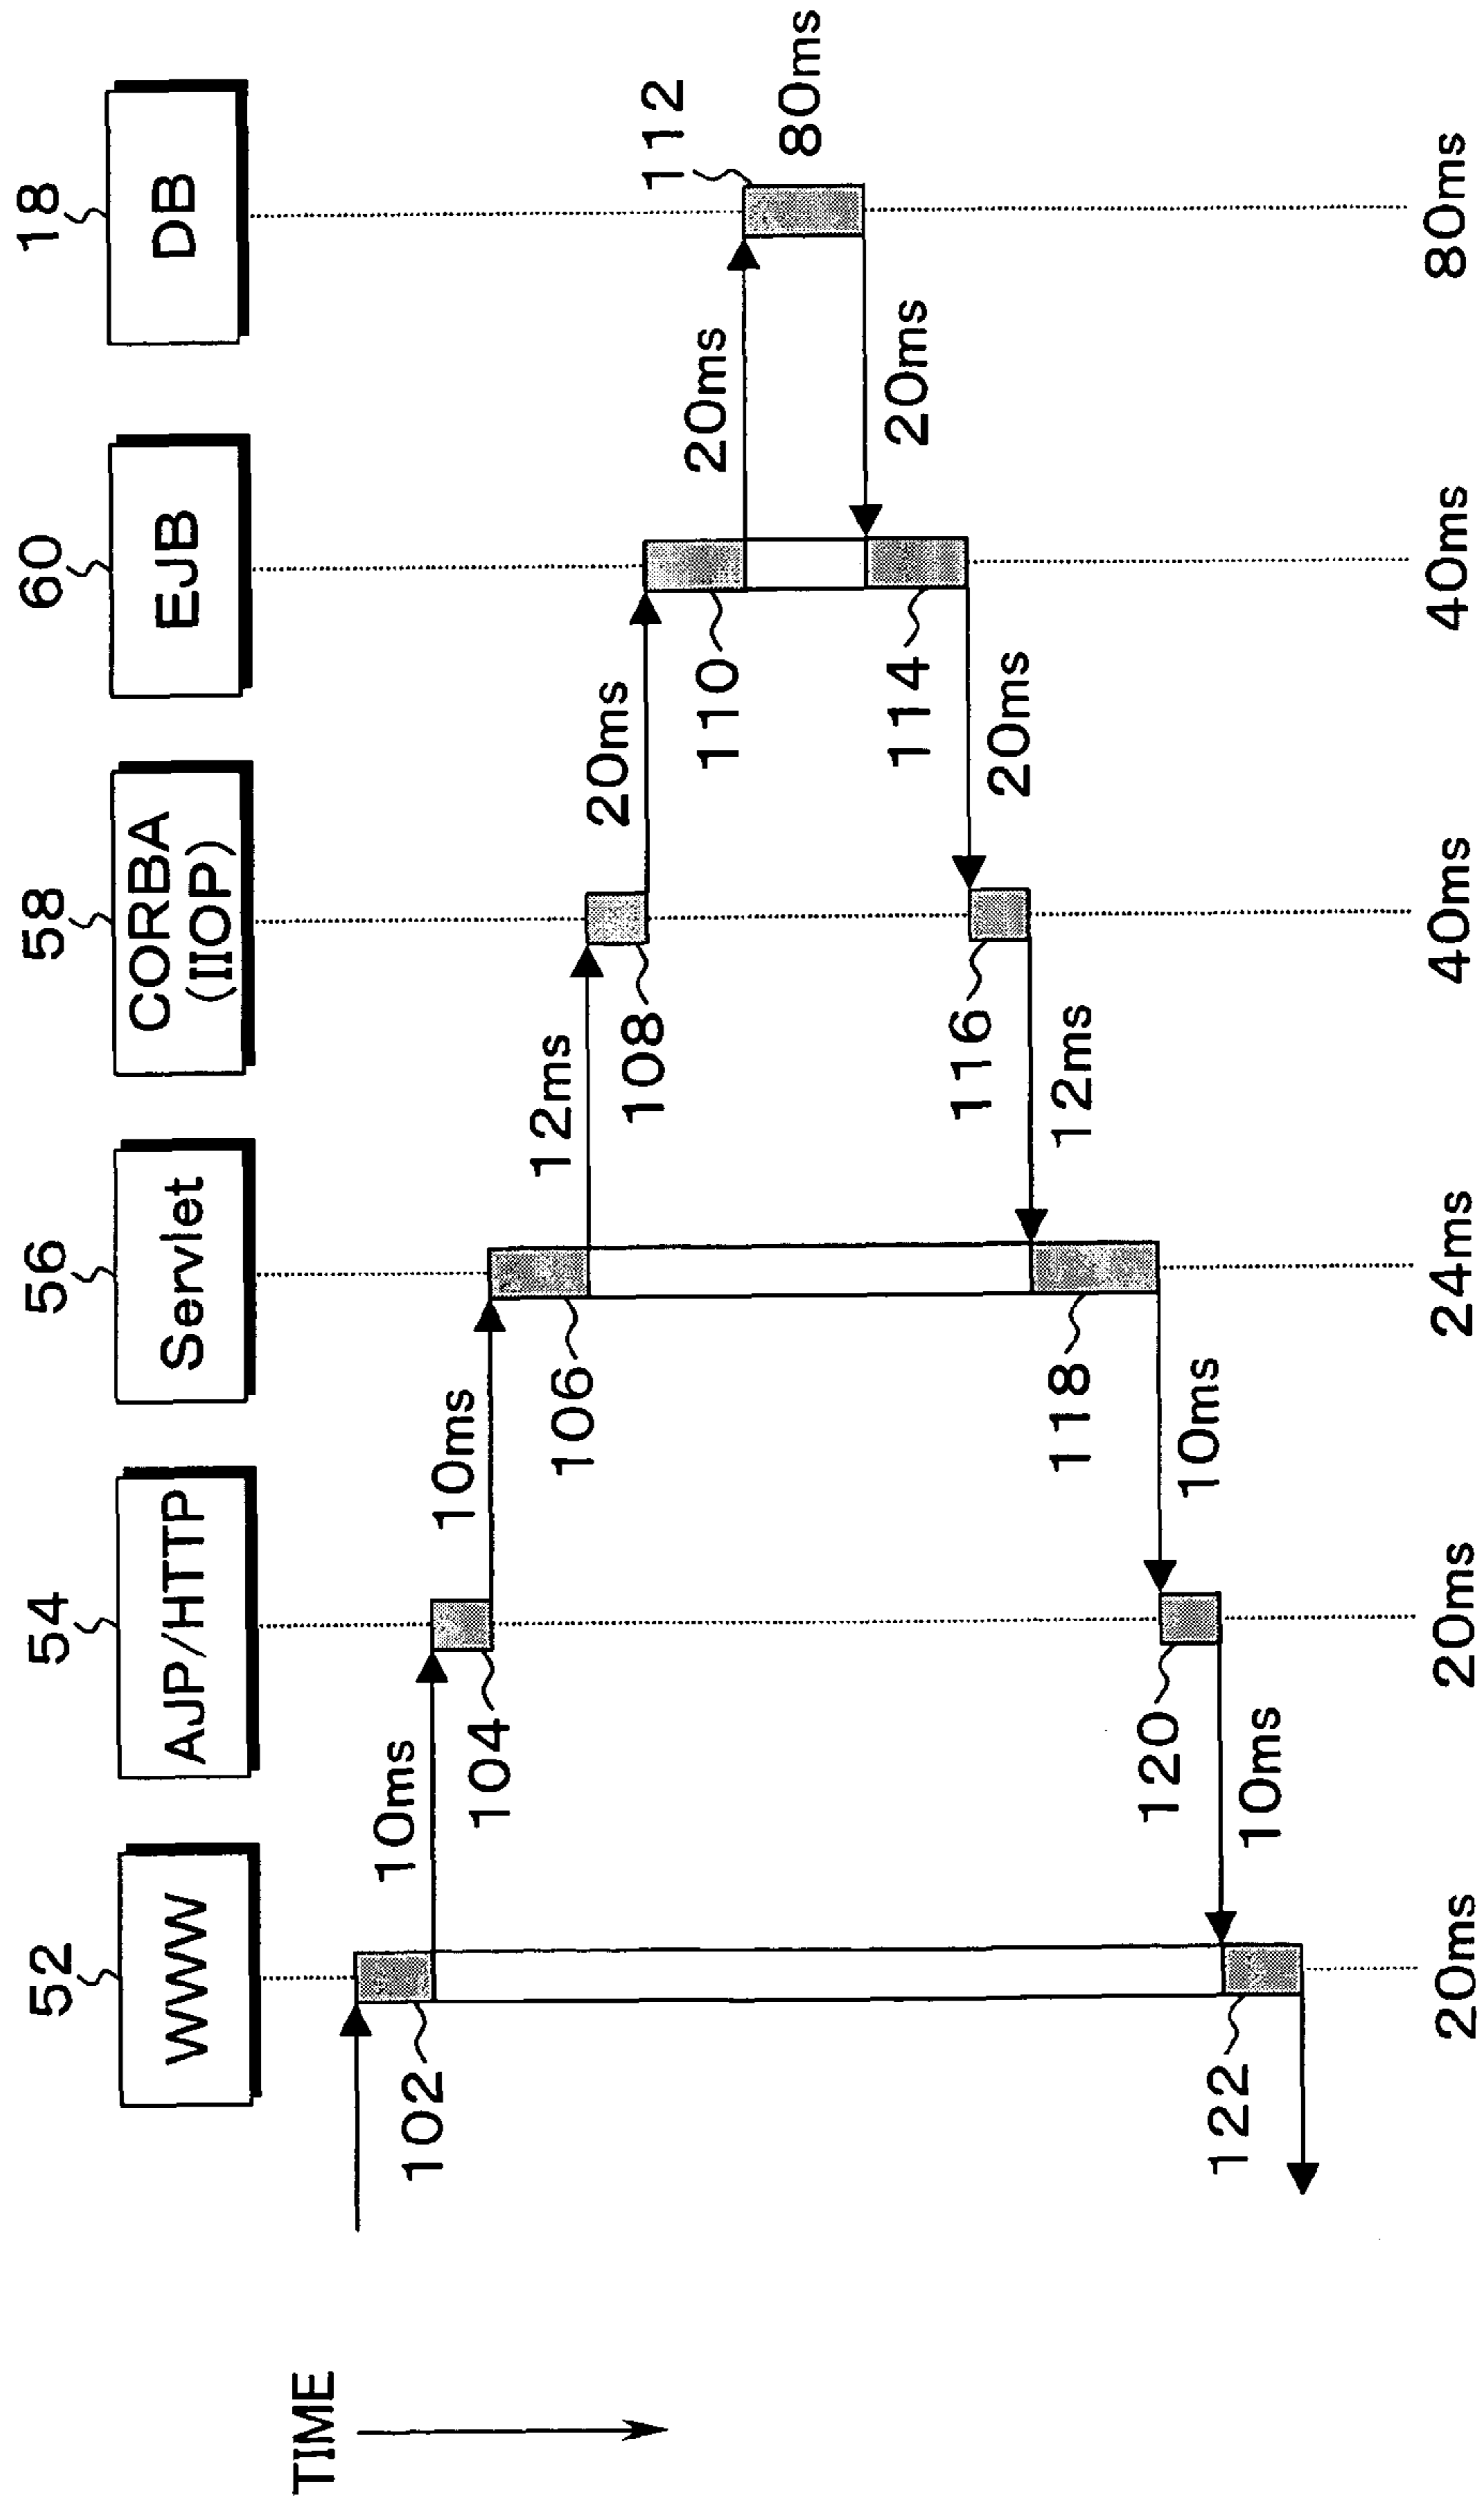 52
54
56
58
60
18
WWW
AJP/HTTP
Servlet
CORBA
(IIOP)
EJB
DB
TIME
102
10ms
104
10ms
106
12ms
108
20ms
110
20ms
112
80ms
20ms
114
20ms
116
12ms
118
10ms
120
10ms
122
20ms
20ms
24ms
40ms
40ms
80ms